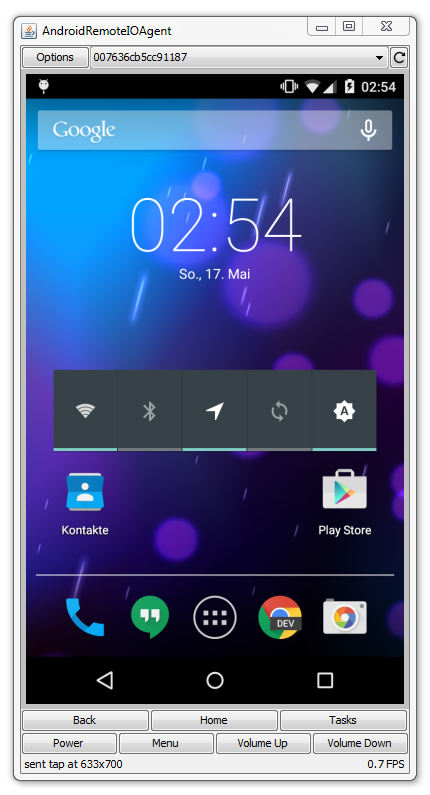 AndroidRemoteIOAgent
Options 007636cb5cc91187
02:54
Google
02:54
So., 17. Mai
A
Kontakte Play Store
DEV
Back Home Tasks
Power Menu Volume Up Volume Down
sent tap at 633x700 0.7 FPS